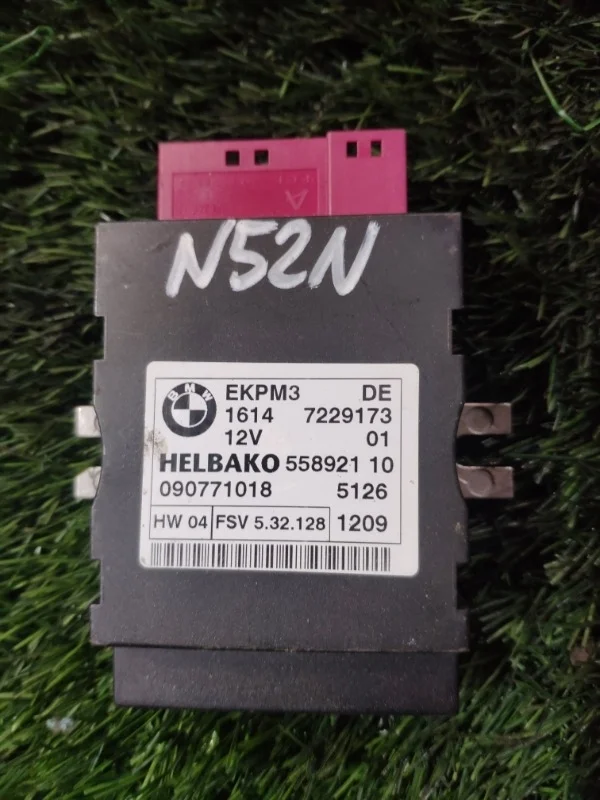 A
N52N
BMW
EKPM3 DE
1614 7229173
12V 01
HELBAKO 558921 10
090771018 5126
HW 04 FSV 5.32.128 1209